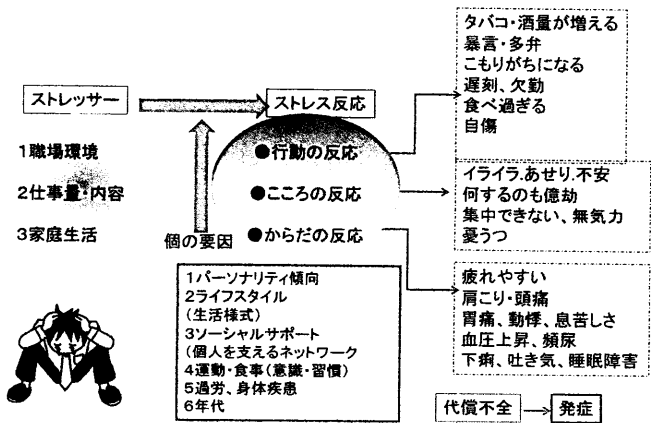 ストレッサー
1職場環境
2仕事量・内容
3家庭生活
ストレス反応
●行動の反応
●こころの反応
●からだの反応
個の要因
1パーソナリティ傾向
2ライフスタイル
(生活様式)
3ソーシャルサポート
(個人を支えるネットワーク
4運動・食事(意識・習慣)
5過労、身体疾患
6年代
タバコ・酒量が増える
暴言・多弁
こもりがちになる
遅刻、欠勤
食べ過ぎる
自傷
イライラ、あせり、不安
何するのも億劫
集中できない、無気力
憂うつ
疲れやすい
肩こり・頭痛
胃痛、動悸、息苦しさ
血圧上昇、頻尿
下痢、吐き気、睡眠障害
代償不全
発症